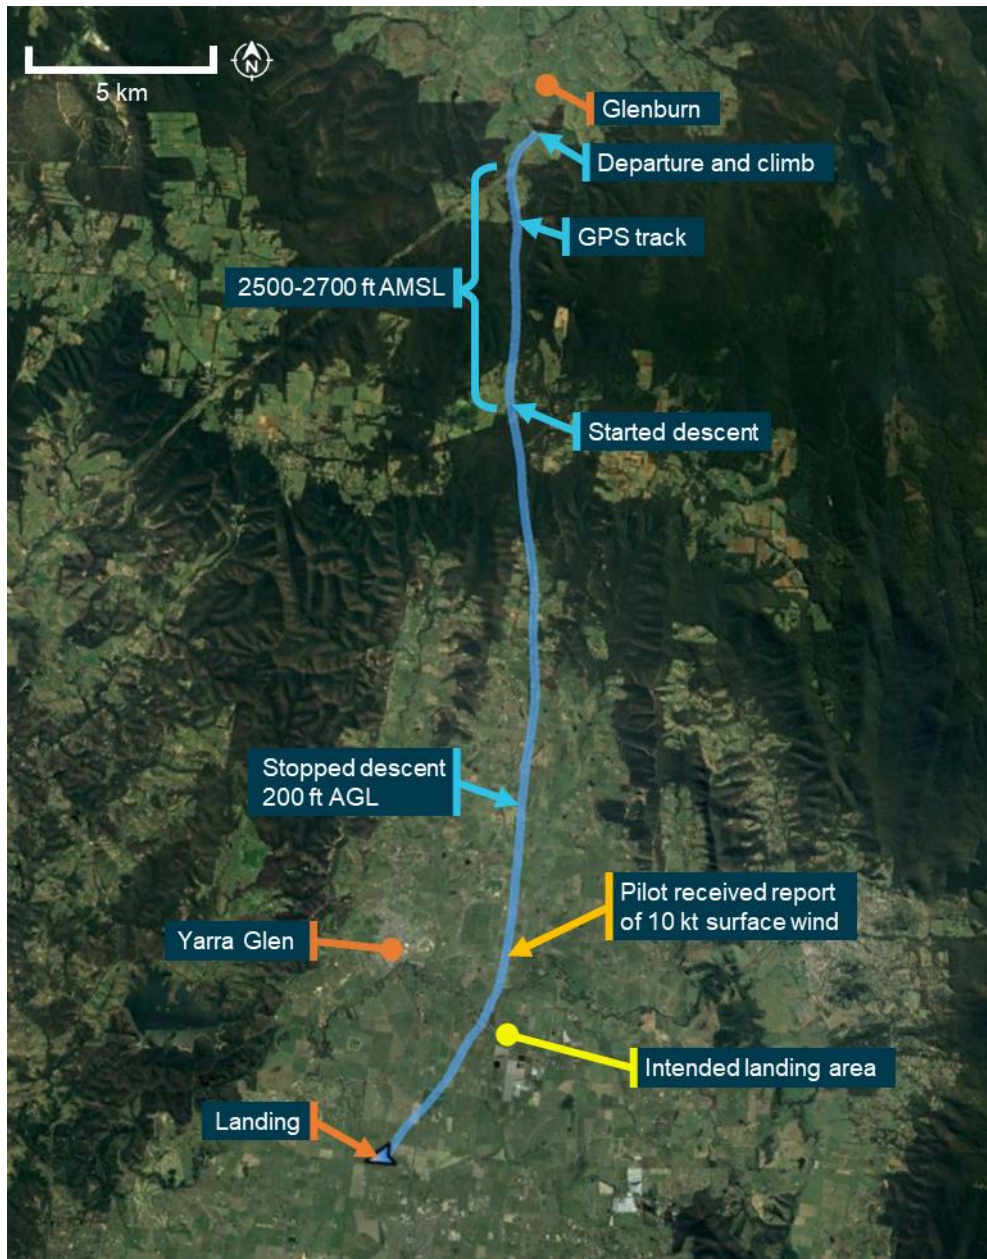 N
5 km
Glenburn
Departure and climb
GPS track
2500-2700 ft AMSL
Started descent
Stopped descent
200 ft AGL
Pilot received report
of 10 kt surface wind
Yarra Glen
Intended landing area
Landing